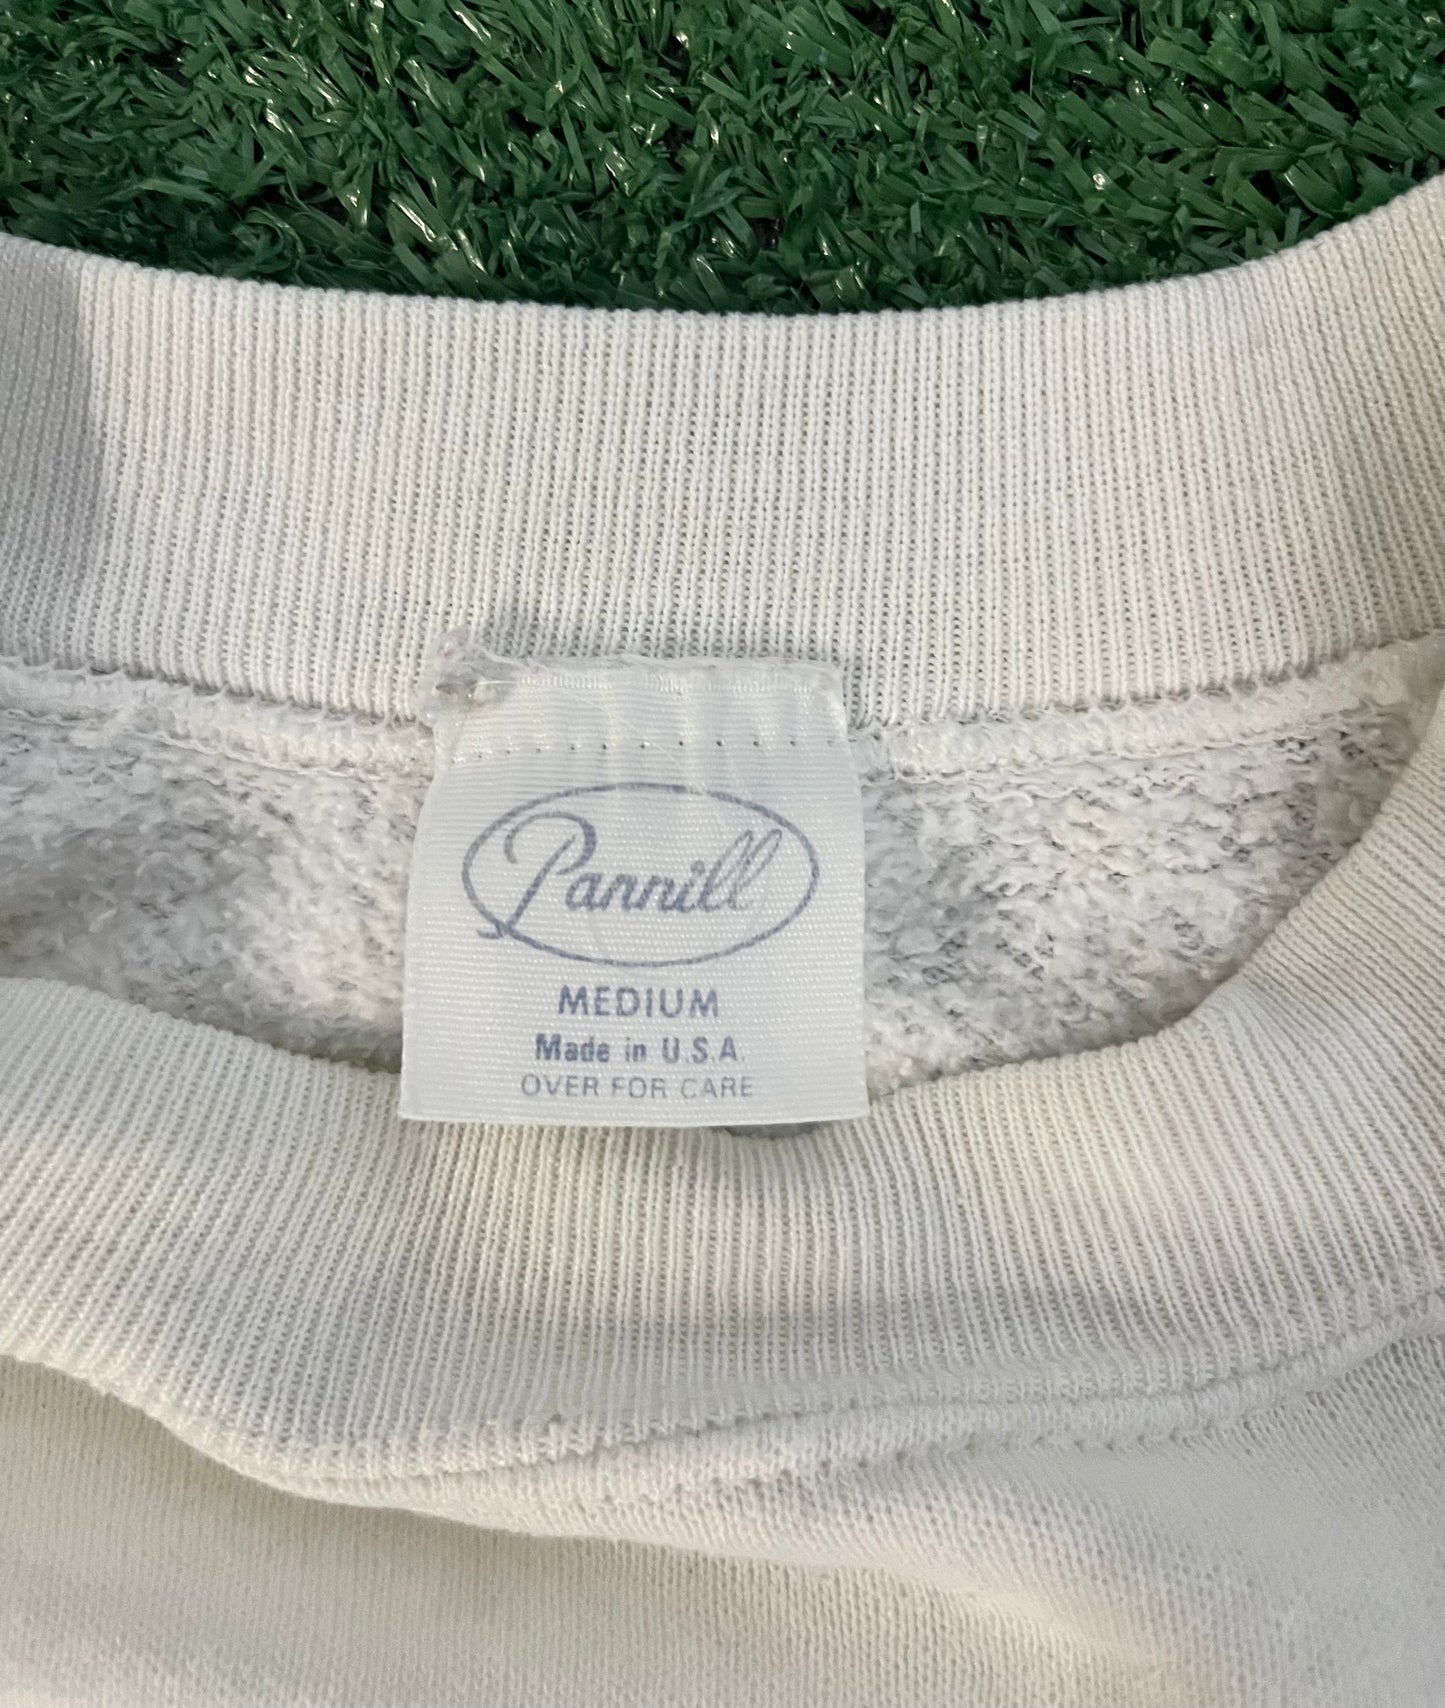 Pannill
MEDIUM
Made in U.S.A.
OVER FOR CARE